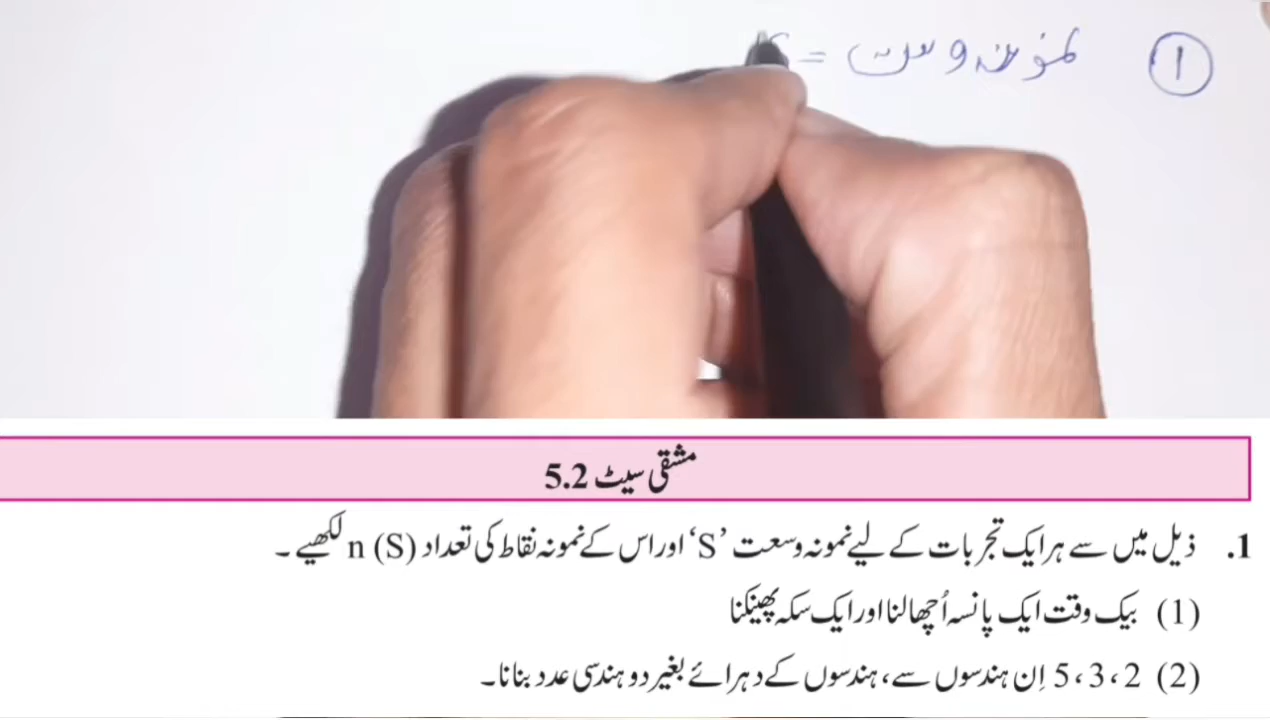 ① نمونہ وسعت =
مشقی سیٹ 5.2
1. ذیل میں سے ہر ایک تجربات کے لیے نمونہ وسعت ’S‘ اور اس کے نمونہ نقاط کی تعداد n (S) لکھیے ۔
(1) بیک وقت ایک پانسہ اُچھالنا اور ایک سکہ پھینکنا
(2) 2، 3، 5 اِن ہندسوں سے، ہندسوں کے دہرائے بغیر دو ہندسی عدد بنانا۔